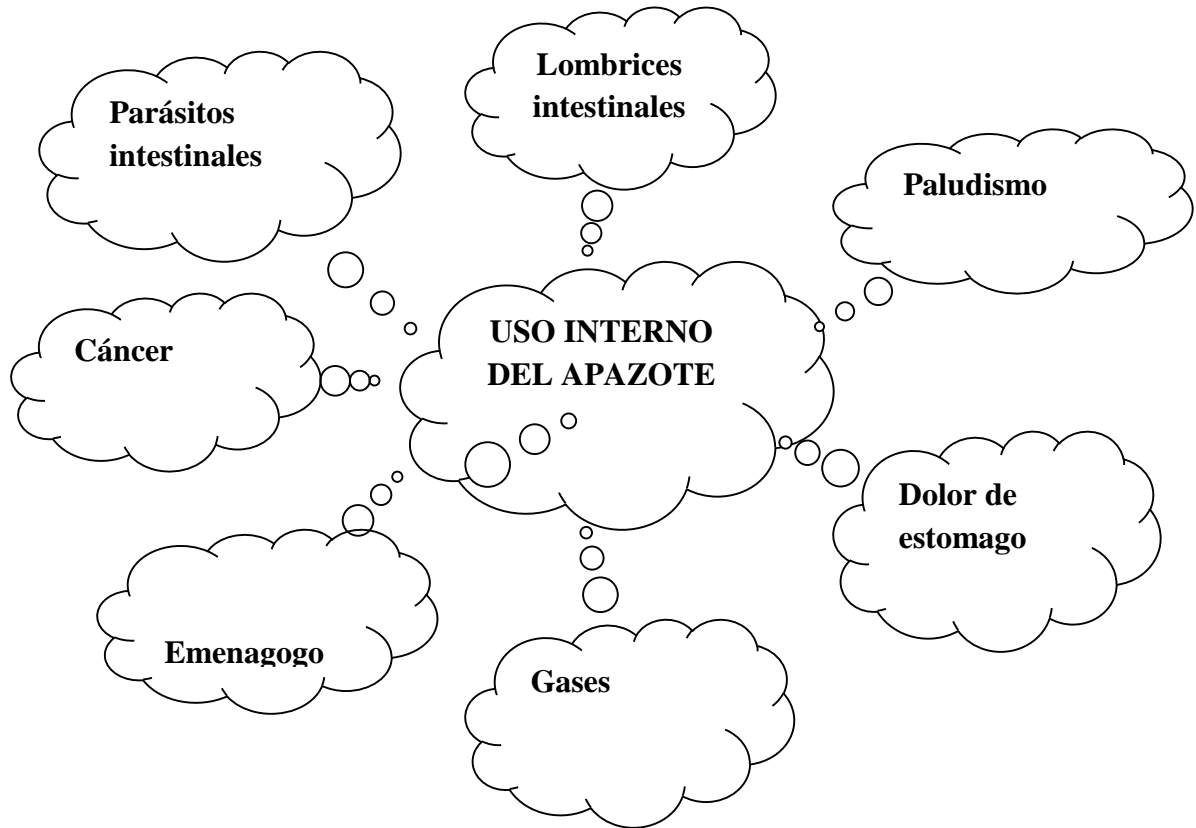 Lombrices
intestinales
Parásitos
intestinales
Paludismo
USO INTERNO
DEL APAZOTE
Cáncer
Dolor de
estomago
Emenagogo
Gases